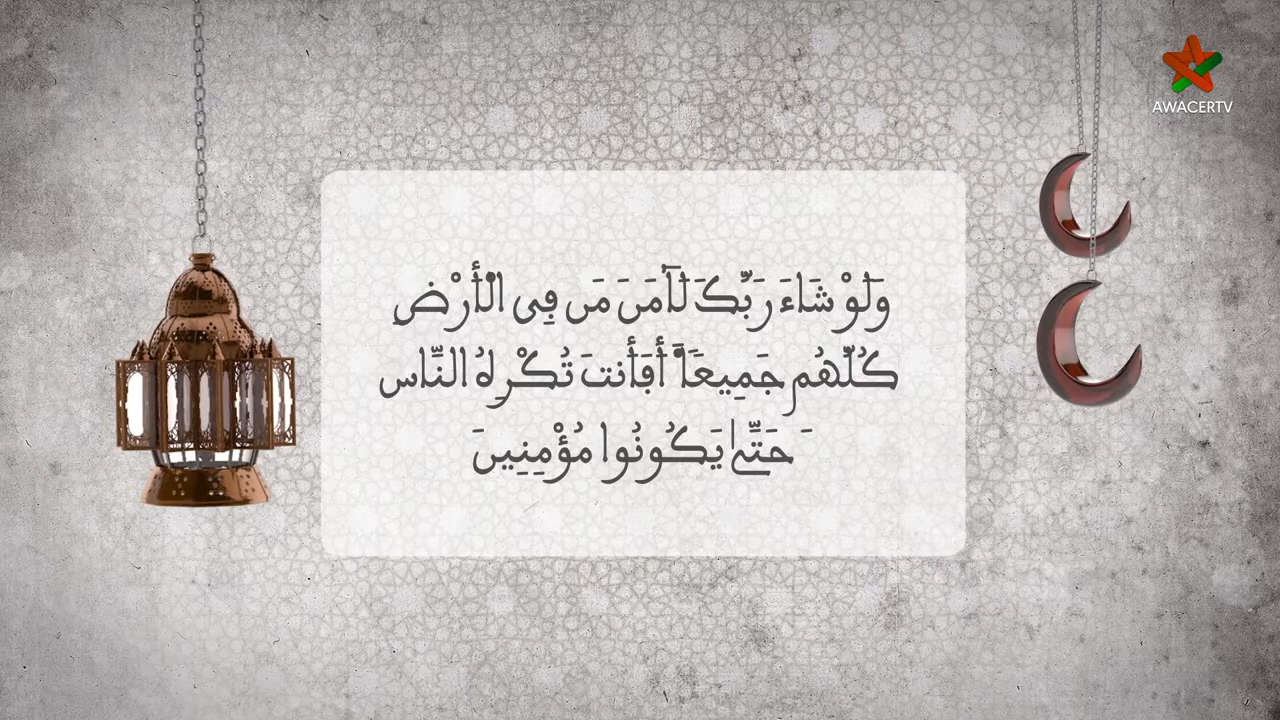 AWACERTV
وَلَوْ شَاءَ رَبُّكَ لَآمَنَ مَن فِي الْأَرْضِ
كُلُّهُم جَمِيعًا أَفَأَنتَ تُكْرِهُ النَّاس
َ حَتَّىٰ يَكُونُوا مُؤْمِنِينَ